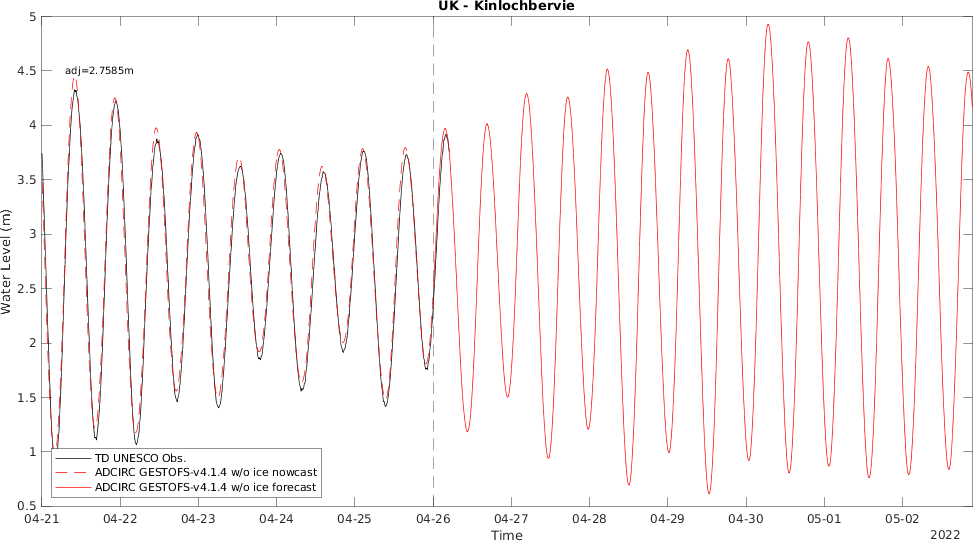 UK - Kinlochbervie
adj=2.7585m
Water Level (m)
5
4.5
4
3.5
3
2.5
2
1.5
1
0.5
TD UNESCO Obs.
ADCIRC GESTOFS-v4.1.4 w/o ice nowcast
ADCIRC GESTOFS-v4.1.4 w/o ice forecast
04-21 04-22 04-23 04-24 04-25 04-26 04-27 04-28 04-29 04-30 05-01 05-02
Time
2022